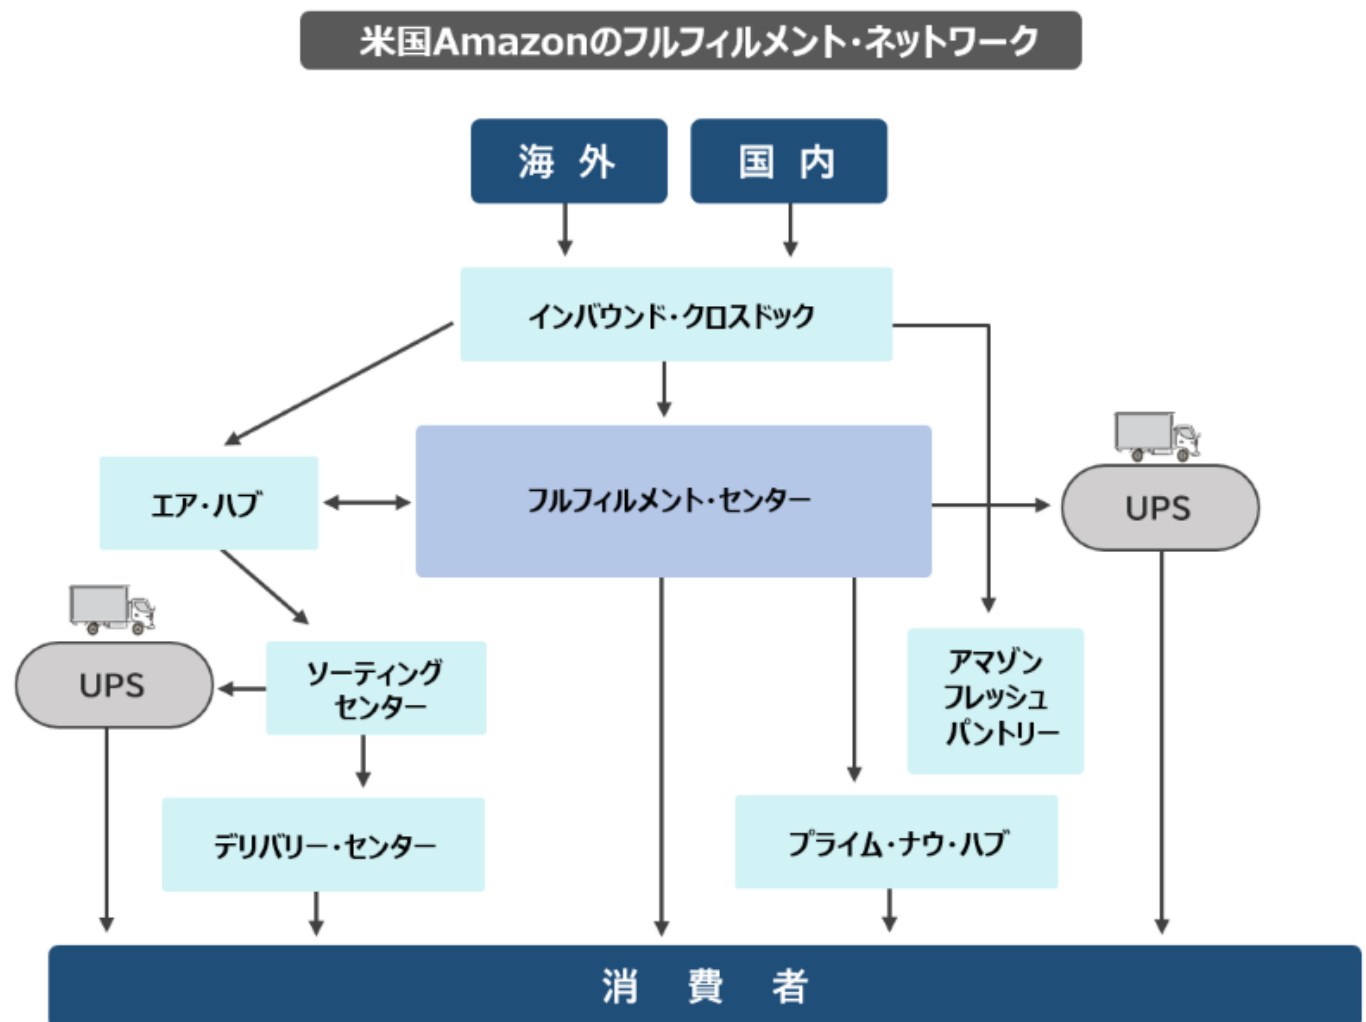 米国Amazonのフルフィルメント・ネットワーク
海 外
国 内
インバウンド・クロスドック
エア・ハブ
フルフィルメント・センター
UPS
UPS
ソーティング
センター
アマゾン
フレッシュ
パントリー
デリバリー・センター
プライム・ナウ・ハブ
消 費 者